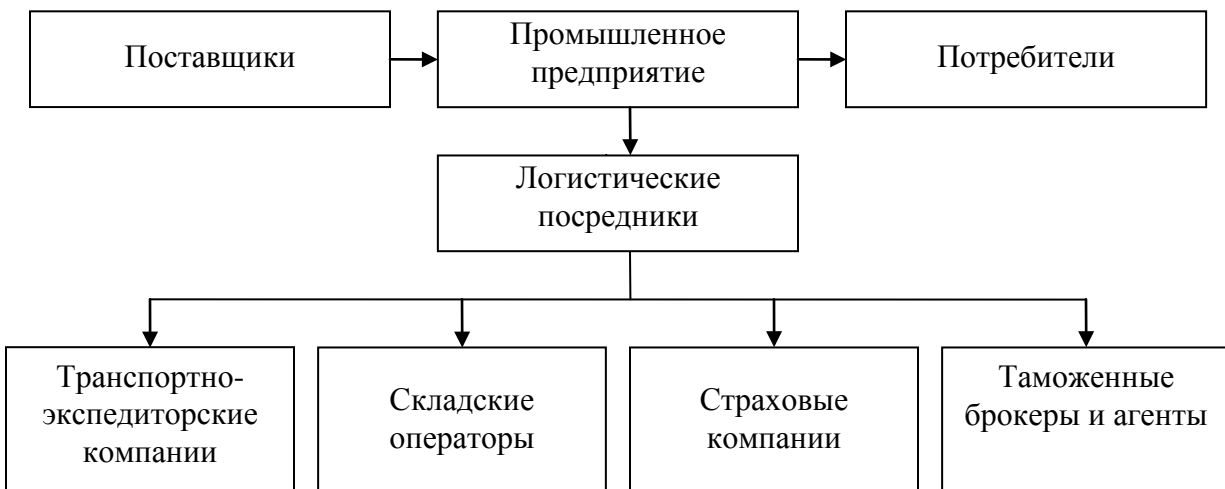 Поставщики
Промышленное
предприятие
Потребители
Логистические
посредники
Транспортно-
экспедиторские
компании
Складские
операторы
Страховые
компании
Таможенные
брокеры и агенты